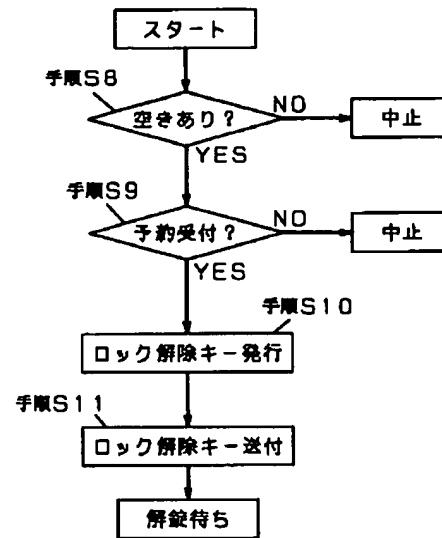 スタート
手順S8
空きあり?
NO
中止
YES
手順S9
予約受付?
NO
中止
YES
手順S10
ロック解除キー発行
手順S11
ロック解除キー送付
解錠待ち